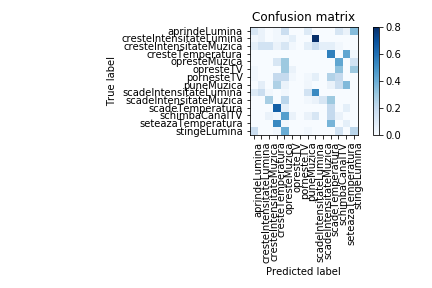 Confusion matrix
True label
aprindeLumina
cresteIntensitateLumina
cresteIntensitateMuzica
cresteTemperatura
opresteMuzica
opresteTV
pornesteTV
puneMuzica
scadeIntensitateLumina
scadeIntensitateMuzica
scadeTemperatura
schimbaCanalTV
seteazaTemperatura
stingeLumina
0.8
0.6
0.4
0.2
0.0
aprindeLumina
cresteIntensitateLumina
cresteIntensitateMuzica
cresteTemperatura
opresteMuzica
opresteTV
pornesteTV
puneMuzica
scadeIntensitateLumina
scadeIntensitateMuzica
scadeTemperatura
schimbaCanalTV
seteazaTemperatura
stingeLumina
Predicted label